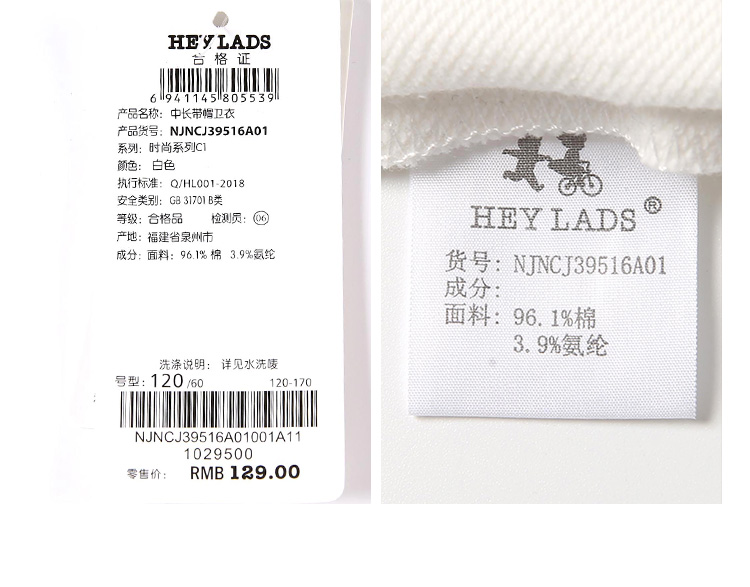 HEY LADS
合格证
6 941145 805539
产品名称: 中长带帽卫衣
产品货号: NJNCJ39516A01
系列: 时尚系列C1
颜色: 白色
执行标准: Q/HL001-2018
安全类别: GB 31701 B类
等级: 合格品 检测员: 06
产地: 福建省泉州市
成分: 面料: 96.1% 棉 3.9%氨纶
洗涤说明: 详见水洗唛
号型: 120/60 120-170
NJNCJ39516A01001A11
1029500
零售价: RMB 129.00
HEY LADS®
货号: NJNCJ39516A01
成分:
面料: 96.1%棉
3.9%氨纶